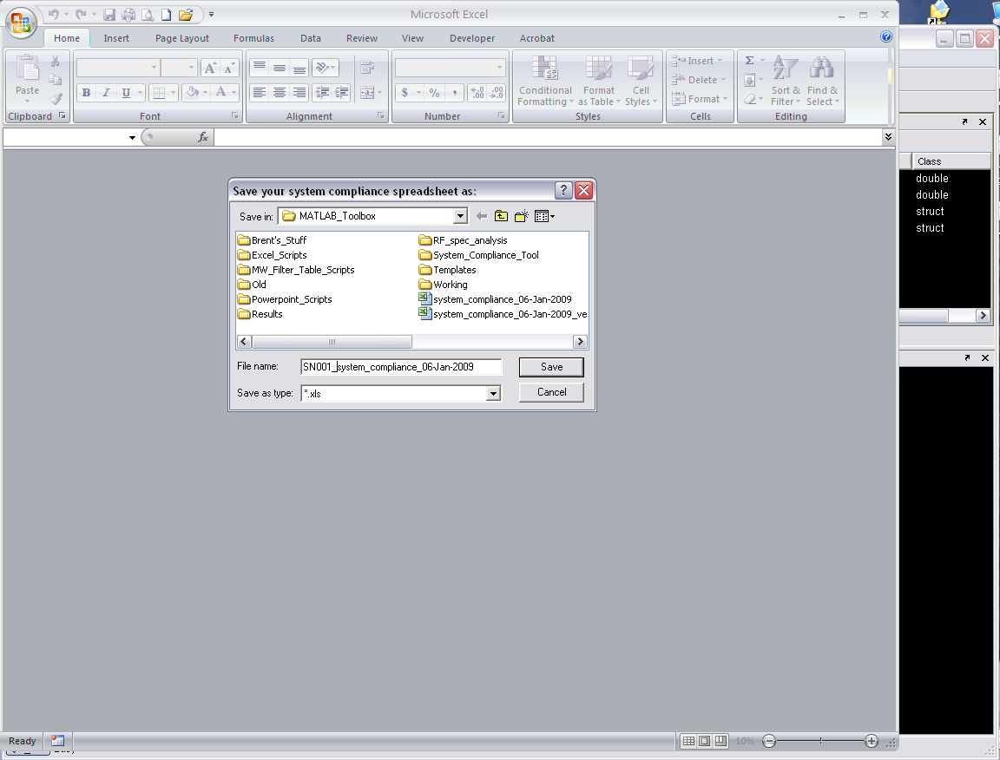 Microsoft Excel
Home Insert Page Layout Formulas Data Review View Developer Acrobat
Paste
Clipboard
B I U A
Font
Alignment
$ % , .00
Number
Conditional Formatting
Format as Table
Cell Styles
Styles
Insert
Delete
Format
Cells
Σ
Sort & Filter
Find & Select
Editing
fx
Class
double
double
struct
struct
Save your system compliance spreadsheet as:
Save in: MATLAB_Toolbox
Brent's_Stuff
Excel_Scripts
MW_Filter_Table_Scripts
Old
Powerpoint_Scripts
Results
RF_spec_analysis
System_Compliance_Tool
Templates
Working
system_compliance_06-Jan-2009
system_compliance_06-Jan-2009_ve
File name: SN001_system_compliance_06-Jan-2009
Save
Save as type: *.xls
Cancel
Ready
10%